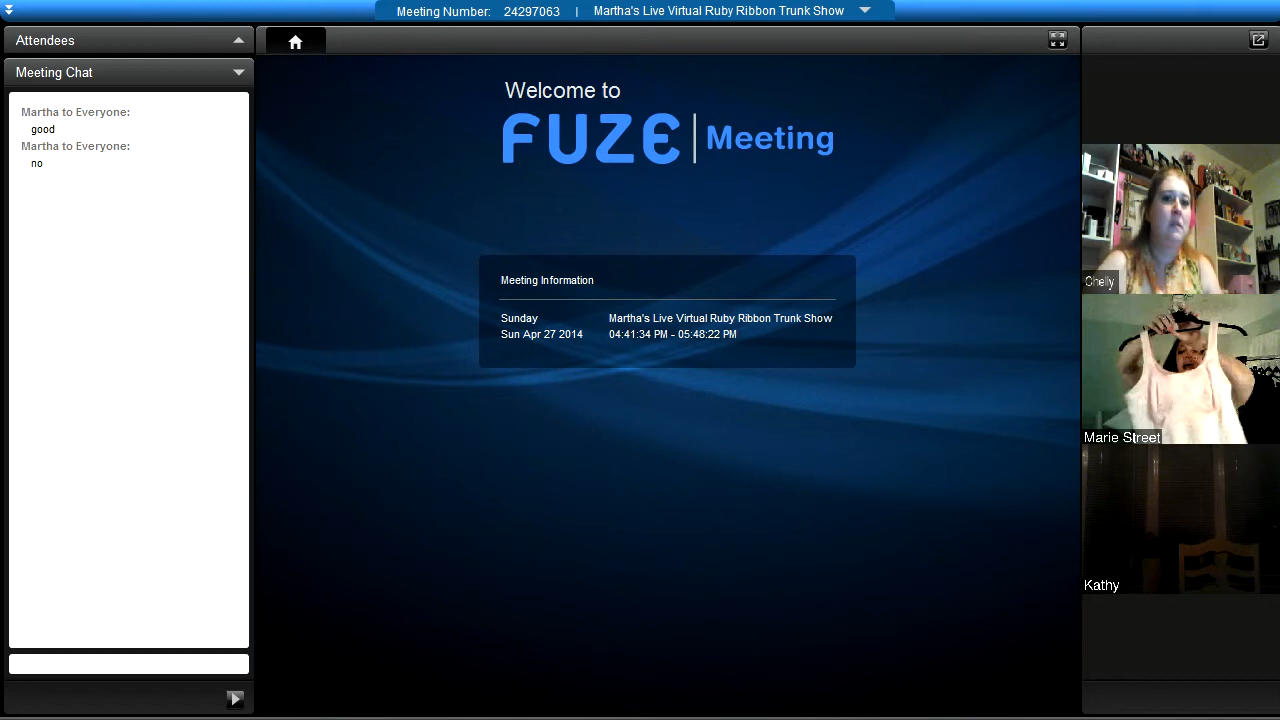 Meeting Number: 24297063 | Martha's Live Virtual Ruby Ribbon Trunk Show
Attendees
Meeting Chat
Martha to Everyone:
good
Martha to Everyone:
no
Welcome to
FUZE | Meeting
Meeting Information
Sunday Martha's Live Virtual Ruby Ribbon Trunk Show
Sun Apr 27 2014 04:41:34 PM - 05:48:22 PM
Chelly
Marie Street
Kathy